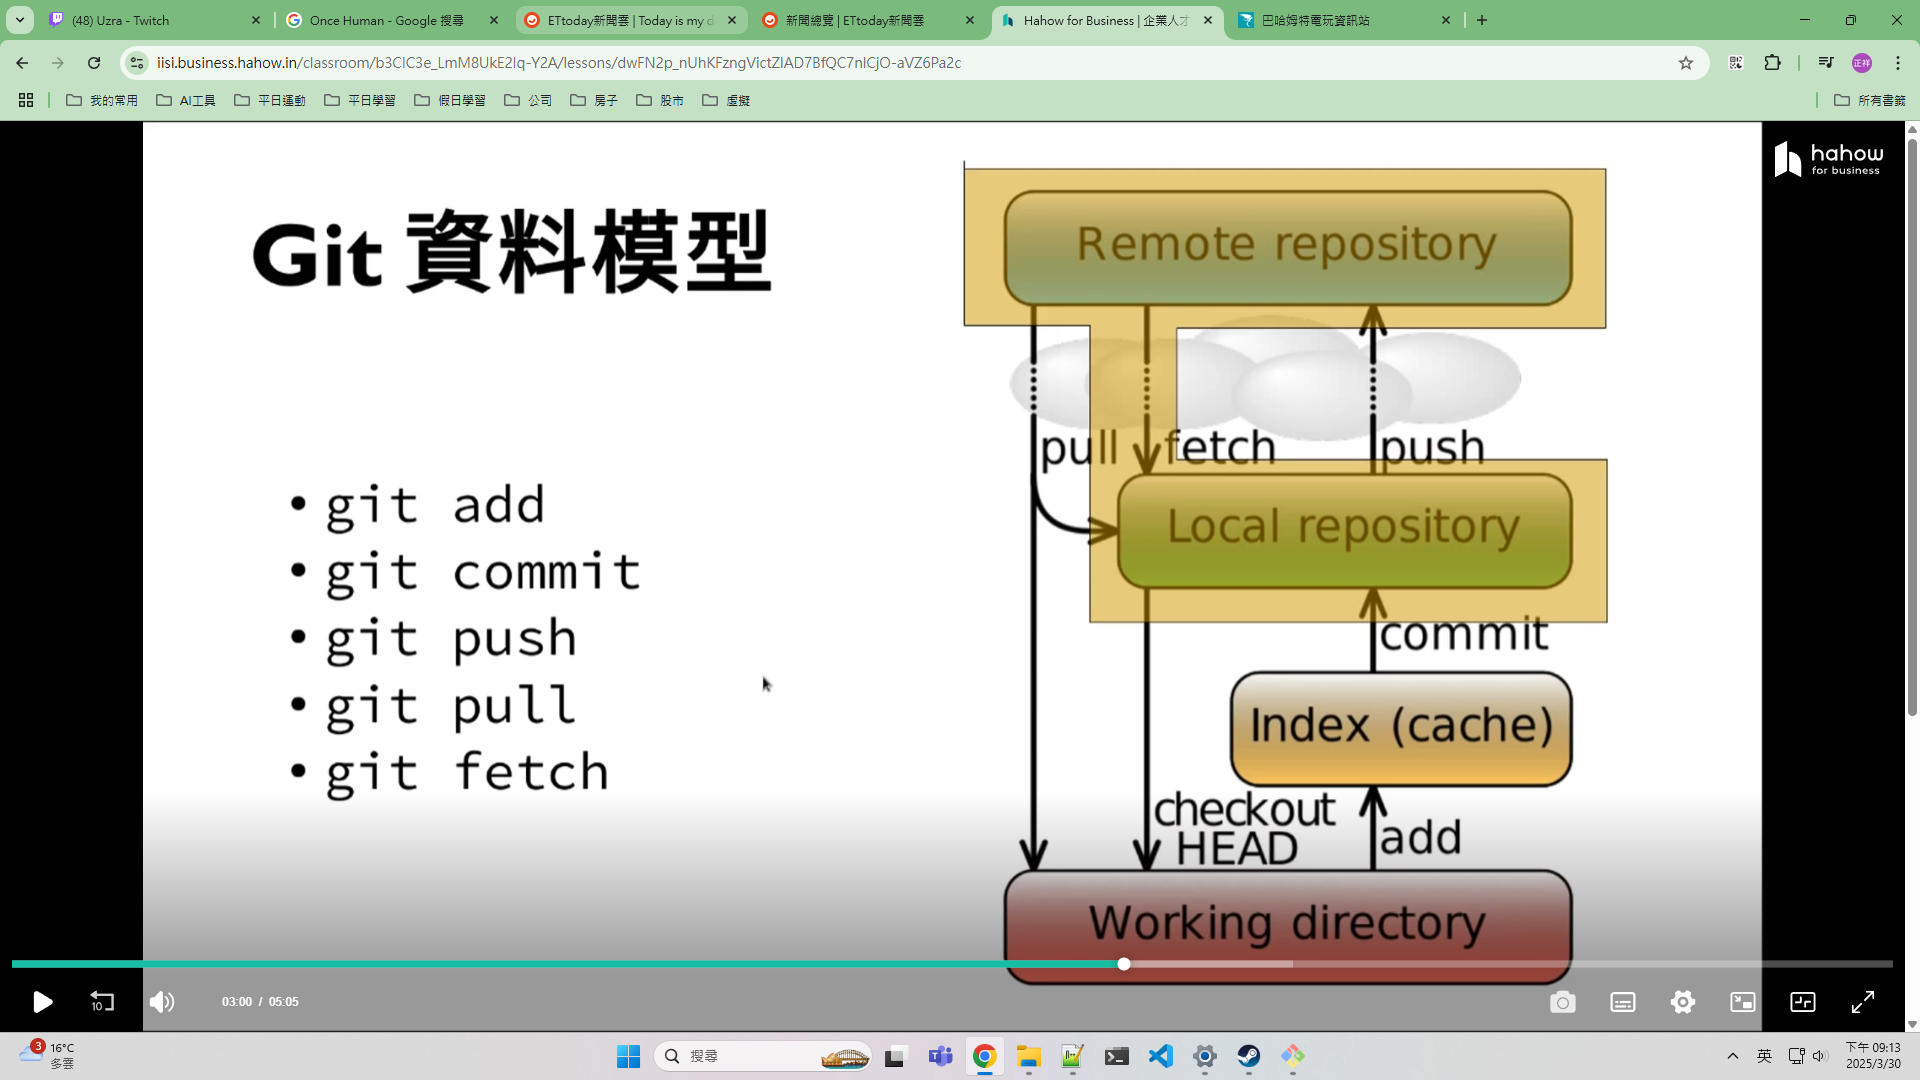 (48) Uzra - Twitch
Once Human - Google 搜尋
ETtoday新聞雲 | Today is my d
新聞總覽 | ETtoday新聞雲
Hahow for Business | 企業人才
巴哈姆特電玩資訊站
iisi.business.hahow.in/classroom/b3CIC3e_LmM8UkE2lq-Y2A/lessons/dwFN2p_nUhKFzngVictZlAD7BfQC7nlCjO-aVZ6Pa2c
正祥
我的常用
AI工具
平日運動
平日學習
假日學習
公司
房子
股市
虛擬
所有書籤
hahow
for business
Git 資料模型
Remote repository
pull
fetch
push
Local repository
• git add
• git commit
• git push
• git pull
• git fetch
commit
Index (cache)
checkout
HEAD
add
Working directory
10
03:00 / 05:05
3
16°C
多雲
搜尋
英
下午 09:13
2025/3/30